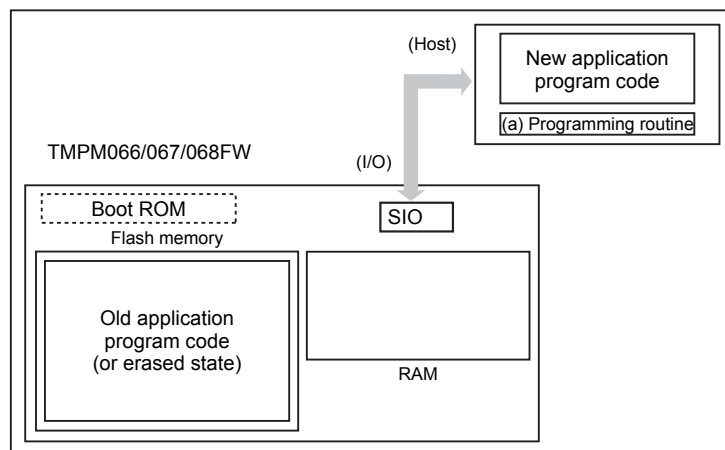 (Host)
New application
program code
(a) Programming routine
TMPM066/067/068FW
(I/O)
Boot ROM
SIO
Flash memory
Old application
program code
(or erased state)
RAM